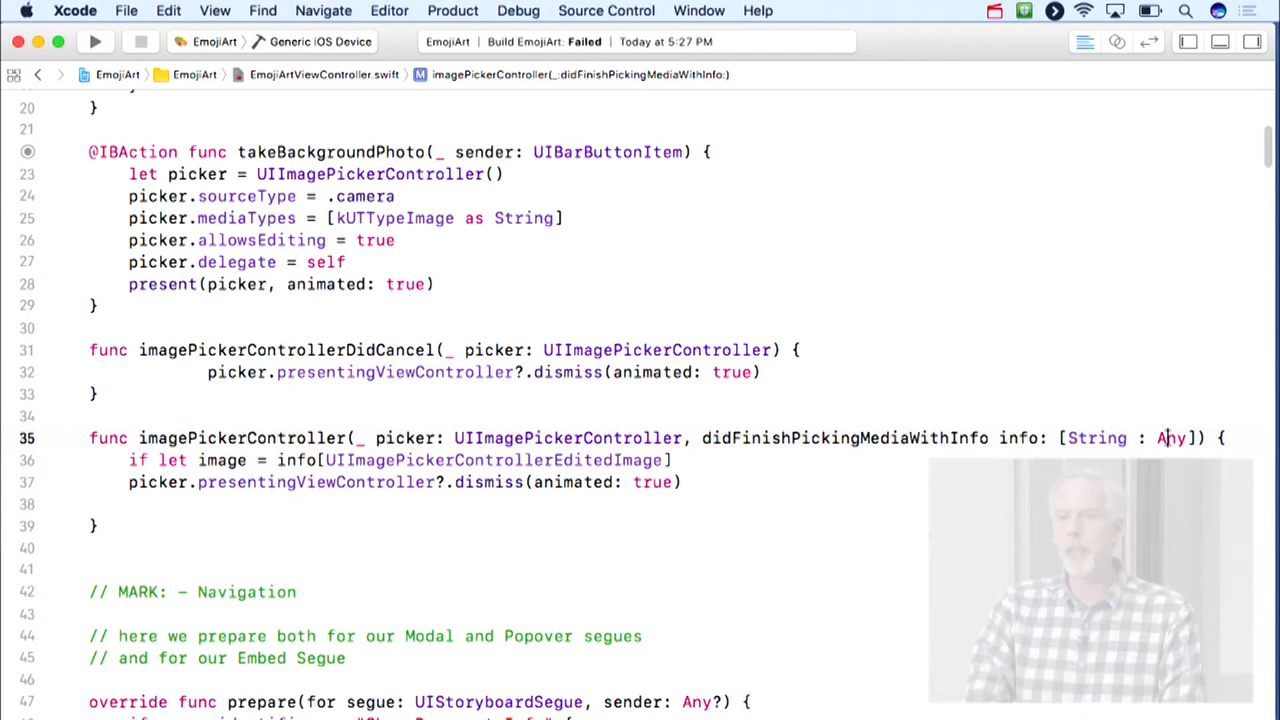 Xcode File Edit View Find Navigate Editor Product Debug Source Control Window Help
EmojiArt Generic iOS Device EmojiArt Build EmojiArt: Failed Today at 5:27 PM
EmojiArt EmojiArt EmojiArtViewController.swift M imagePickerController(_:didFinishPickingMediaWithInfo:)
20 }
21
@IBAction func takeBackgroundPhoto(_ sender: UIBarButtonItem) {
23 let picker = UIImagePickerController()
24 picker.sourceType = .camera
25 picker.mediaTypes = [kUTTypeImage as String]
26 picker.allowsEditing = true
27 picker.delegate = self
28 present(picker, animated: true)
29 }
30
31 func imagePickerControllerDidCancel(_ picker: UIImagePickerController) {
32 picker.presentingViewController?.dismiss(animated: true)
33 }
34
35 func imagePickerController(_ picker: UIImagePickerController, didFinishPickingMediaWithInfo info: [String : Any]) {
36 if let image = info[UIImagePickerControllerEditedImage]
37 picker.presentingViewController?.dismiss(animated: true)
38
39 }
40
41
42 // MARK: - Navigation
43
44 // here we prepare both for our Modal and Popover segues
45 // and for our Embed Segue
46
47 override func prepare(for segue: UIStoryboardSegue, sender: Any?) {